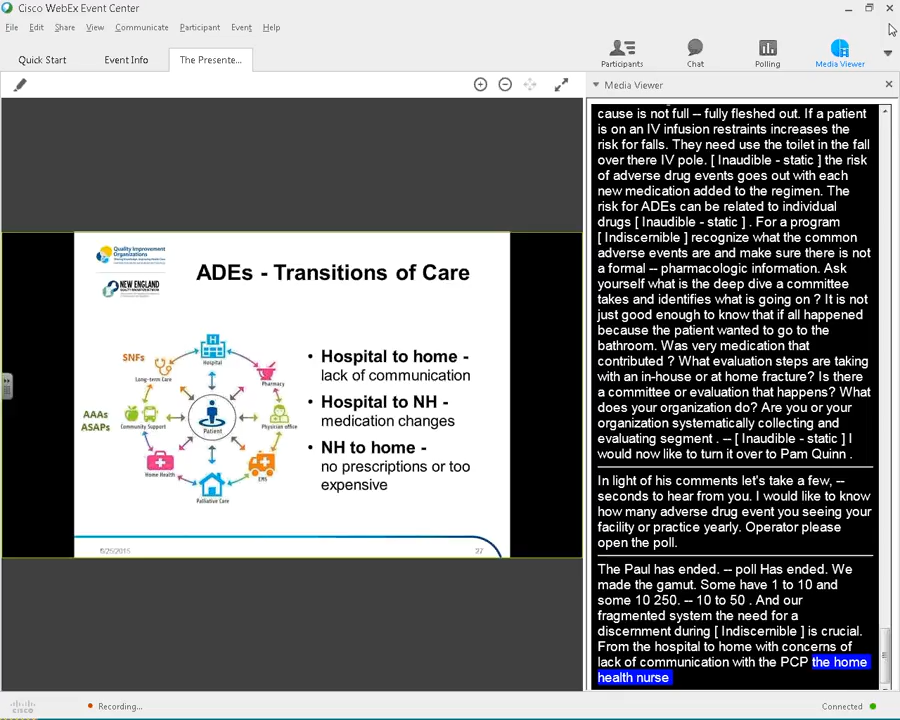 Cisco WebEx Event Center
File Edit Share View Communicate Participant Event Help
Quick Start Event Info The Presente...
Participants Chat Polling Media Viewer
Media Viewer
Quality Improvement
Organizations
NEW ENGLAND
ADEs - Transitions of Care
SNFs
AAAs
ASAPs
Hospital
Pharmacy
Physician office
EMS
Palliative Care
Home Health
Community Support
Long-term Care
Patient
• Hospital to home -
lack of communication
• Hospital to NH -
medication changes
• NH to home -
no prescriptions or too
expensive
27
cause is not full -- fully fleshed out. If a patient
is on an IV infusion restraints increases the
risk for falls. They need use the toilet in the fall
over there IV pole. [ Inaudible - static ] the risk
of adverse drug events goes out with each
new medication added to the regimen. The
risk for ADEs can be related to individual
drugs [ Inaudible - static ] . For a program
[ Indiscernible ] recognize what the common
adverse events are and make sure there is not
a formal -- pharmacologic information. Ask
yourself what is the deep dive a committee
takes and identifies what is going on ? It is not
just good enough to know that if all happened
because the patient wanted to go to the
bathroom. Was very medication that
contributed ? What evaluation steps are taking
with an in-house or at home fracture? Is there
a committee or evaluation that happens? What
does your organization do? Are you or your
organization systematically collecting and
evaluating segment . -- [ Inaudible - static ] I
would now like to turn it over to Pam Quinn .
In light of his comments let's take a few, --
seconds to hear from you. I would like to know
how many adverse drug event you seeing your
facility or practice yearly. Operator please
open the poll.
The Paul has ended. -- poll Has ended. We
made the gamut. Some have 1 to 10 and
some 10 250. -- 10 to 50 . And our
fragmented system the need for a
discernment during [ Indiscernible ] is crucial.
From the hospital to home with concerns of
lack of communication with the PCP the home
health nurse
cisco
Recording...
Connected